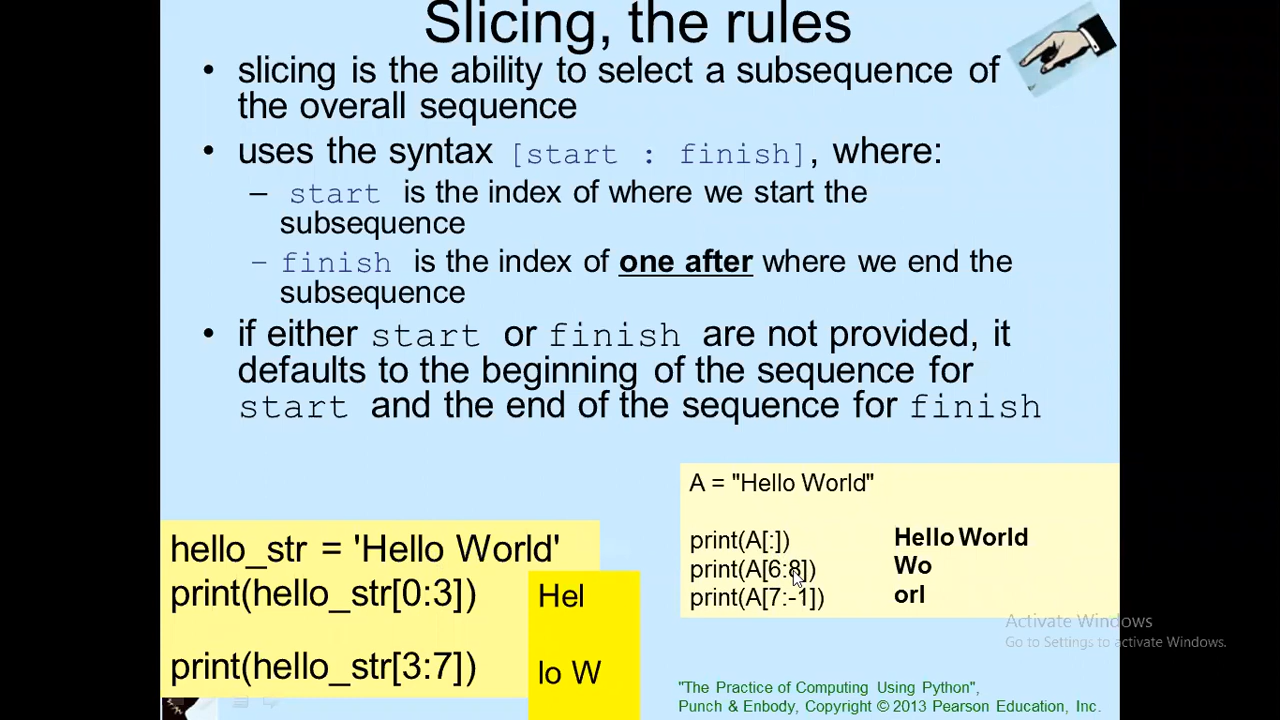 Slicing, the rules
• slicing is the ability to select a subsequence of
the overall sequence
• uses the syntax [start : finish], where:
– start is the index of where we start the
subsequence
– finish is the index of one after where we end the
subsequence
• if either start or finish are not provided, it
defaults to the beginning of the sequence for
start and the end of the sequence for finish
hello_str = 'Hello World'
print(hello_str[0:3])
Hel
print(hello_str[3:7])
lo W
A = "Hello World"
print(A[:])
Hello World
print(A[6:8])
Wo
print(A[7:-1])
orl
Activate Windows
Go to Settings to activate Windows.
"The Practice of Computing Using Python",
Punch & Enbody, Copyright © 2013 Pearson Education, Inc.